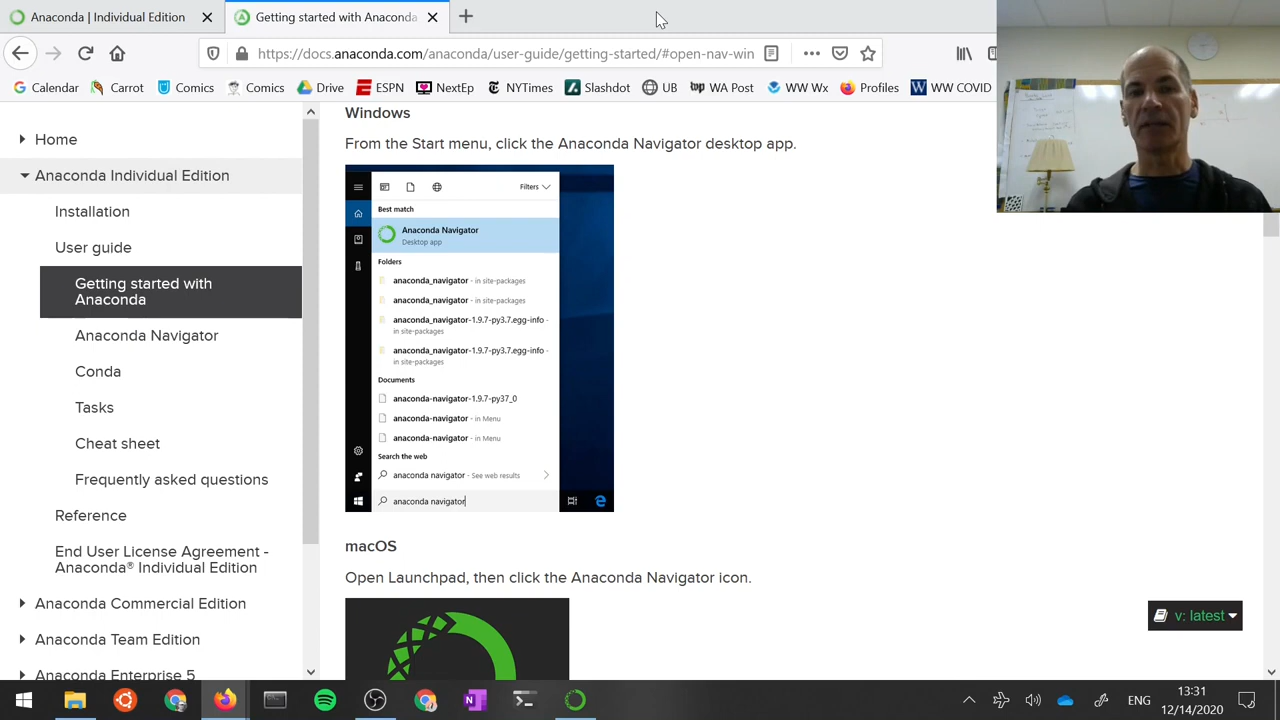 Anaconda | Individual Edition
Getting started with Anaconda
https://docs.anaconda.com/anaconda/user-guide/getting-started/#open-nav-win
Calendar
Carrot
Comics
Comics
Drive
ESPN
NextEp
NYTimes
Slashdot
UB
WA Post
WW Wx
Profiles
WW COVID
Home
Anaconda Individual Edition
Installation
User guide
Getting started with
Anaconda
Anaconda Navigator
Conda
Tasks
Cheat sheet
Frequently asked questions
Reference
End User License Agreement -
Anaconda® Individual Edition
Anaconda Commercial Edition
Anaconda Team Edition
Anaconda Enterprise 5
Windows
From the Start menu, click the Anaconda Navigator desktop app.
Filters
Best match
Anaconda Navigator
Desktop app
Folders
anaconda_navigator - in site-packages
anaconda_navigator - in site-packages
anaconda_navigator-1.9.7-py3.7.egg-info -
in site-packages
anaconda_navigator-1.9.7-py3.7.egg-info -
in site-packages
Documents
anaconda-navigator-1.9.7-py37_0
anaconda-navigator - in Menu
anaconda-navigator - in Menu
Search the web
anaconda navigator - See web results
anaconda navigator
macOS
Open Launchpad, then click the Anaconda Navigator icon.
v: latest
ENG
13:31
12/14/2020